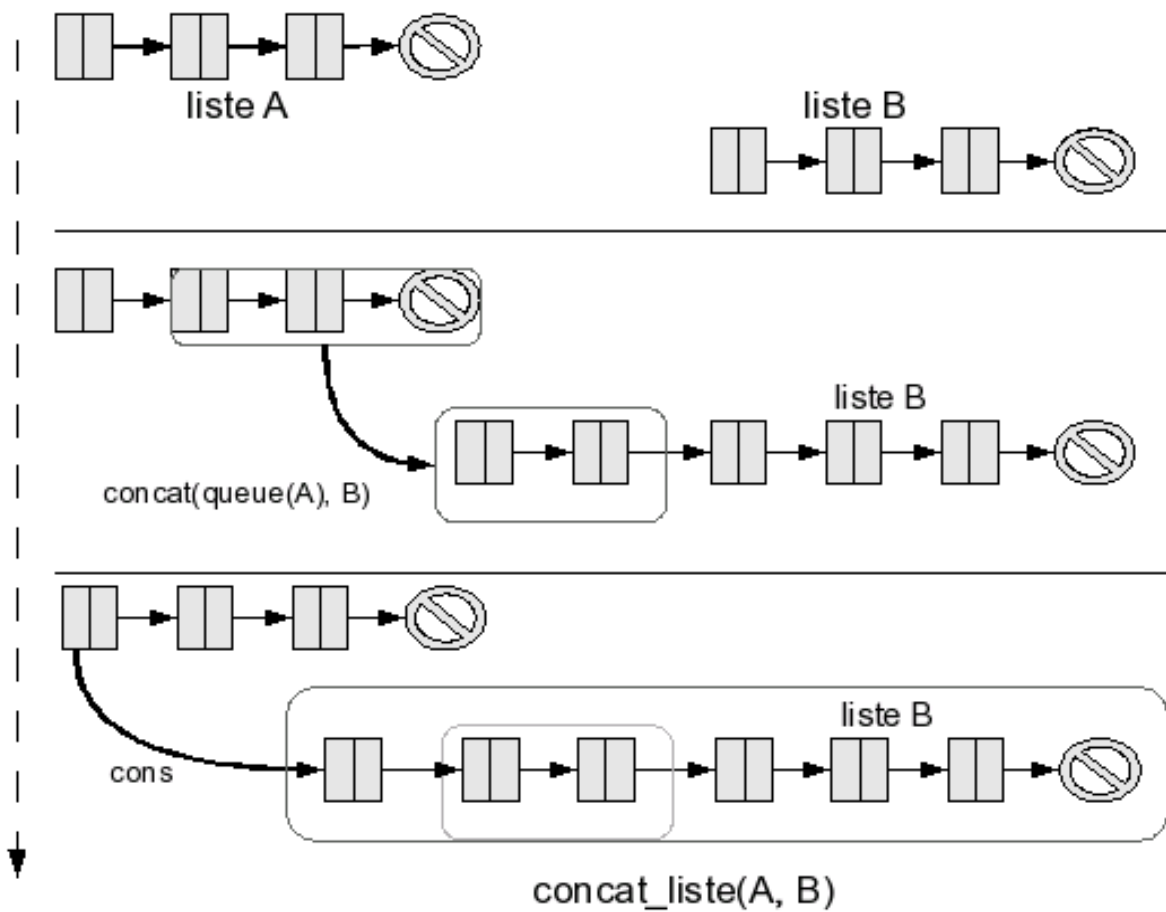 liste A
liste B
liste B
concat(queue(A), B)
liste B
cons
concat_liste(A, B)